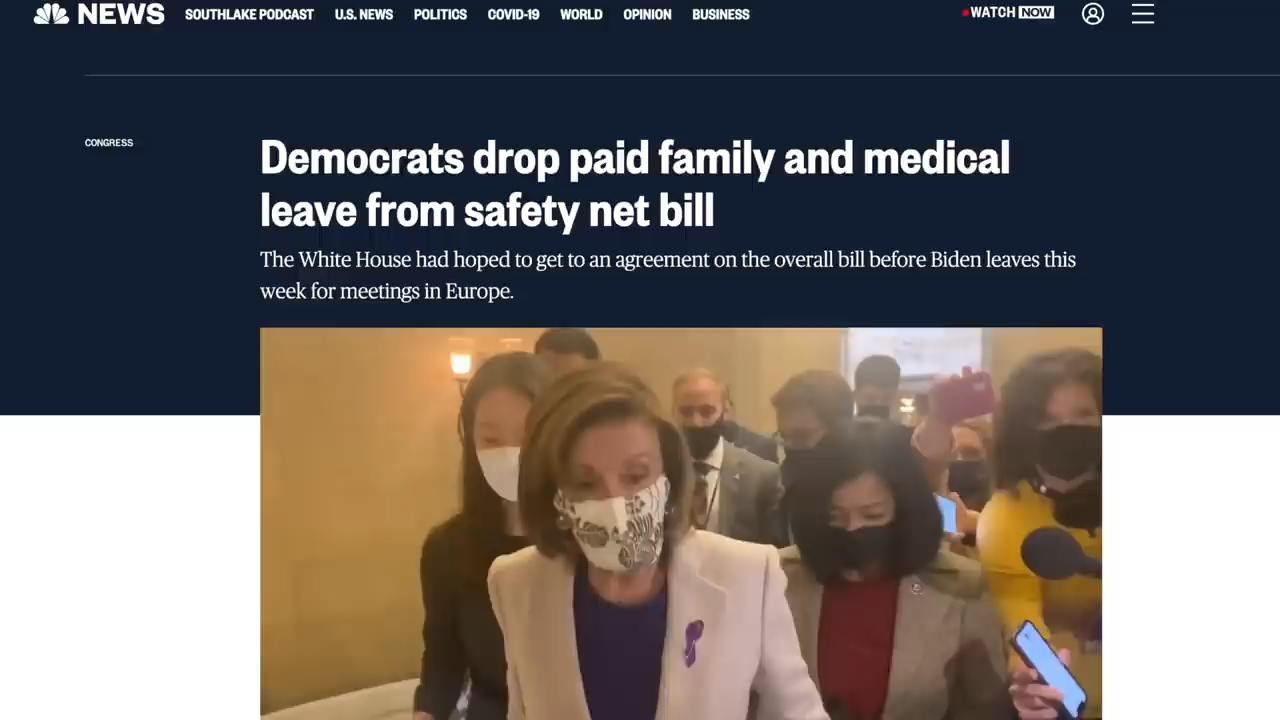 NEWS SOUTHLAKE PODCAST U.S. NEWS POLITICS COVID-19 WORLD OPINION BUSINESS WATCH NOW
CONGRESS
Democrats drop paid family and medical
leave from safety net bill
The White House had hoped to get to an agreement on the overall bill before Biden leaves this
week for meetings in Europe.